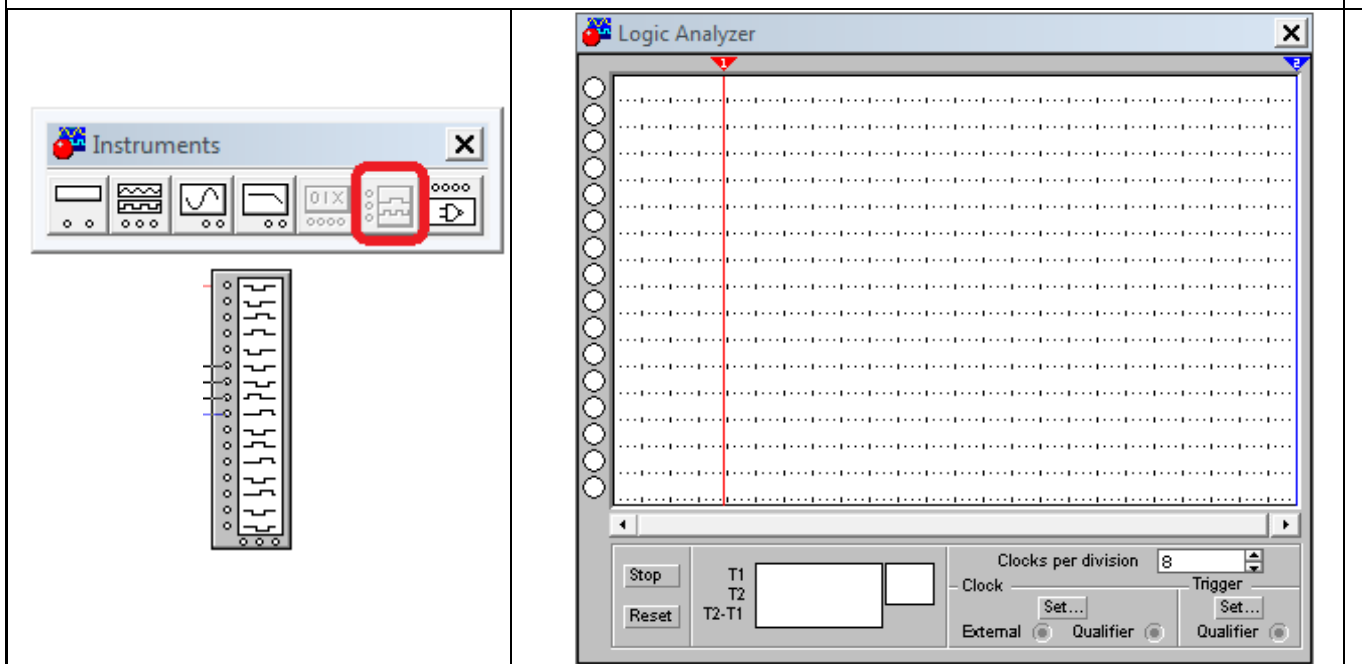 Instruments
01X
Logic Analyzer
1
2
Stop
Reset
T1
T2
T2-T1
Clocks per division 8
Clock
Set...
External
Qualifier
Trigger
Set...
Qualifier